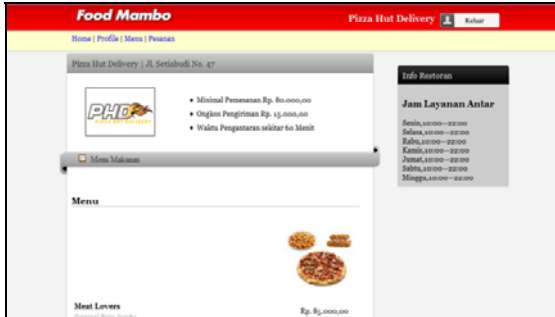 Food Mambo
Pizza Hut Delivery
Keluar
Home | Profile | Menu | Pesanan
Pizza Hut Delivery | Jl. Setiabudi No. 47
PHD
PIZZA HUT DELIVERY
Minimal Pemesanan Rp. 80.000,00
Ongkos Pengiriman Rp. 15.000,00
Waktu Pengantaran sekitar 60 Menit
Info Restoran
Jam Layanan Antar
Senin,10:00--22:00
Selasa,10:00--22:00
Rabu,10:00--22:00
Kamis,10:00--22:00
Jumat,10:00--22:00
Sabtu,10:00--22:00
Minggu,10:00--22:00
Menu Makanan
Menu
Meat Lovers
Rp. 85.000,00